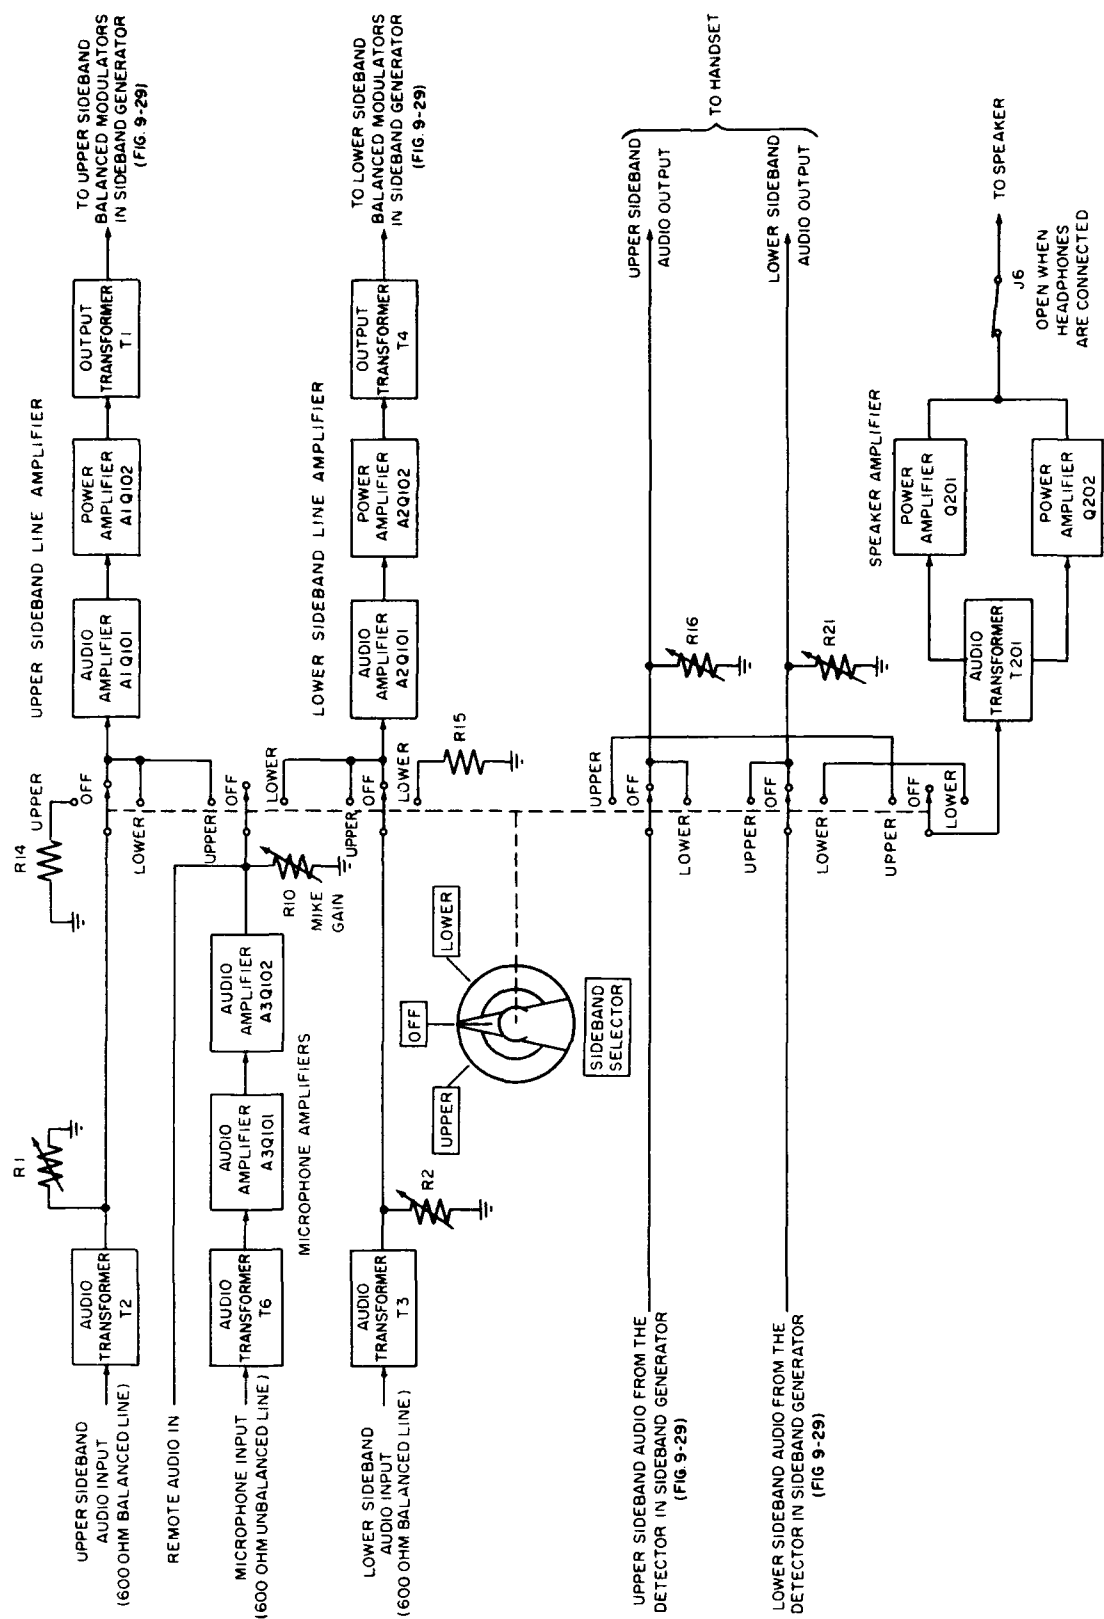 UPPER SIDEBAND
AUDIO INPUT
(600 OHM BALANCED LINE)
AUDIO
TRANSFORMER
T2
R1
R14
UPPER
OFF
LOWER
UPPER SIDEBAND LINE AMPLIFIER
AUDIO
AMPLIFIER
A1Q101
POWER
AMPLIFIER
A1Q102
OUTPUT
TRANSFORMER
T1
TO UPPER SIDEBAND
BALANCED MODULATORS
IN SIDEBAND GENERATOR
(FIG. 9-29)
REMOTE AUDIO IN
MICROPHONE INPUT
(600 OHM UNBALANCED LINE)
AUDIO
TRANSFORMER
T6
AUDIO
AMPLIFIER
A3Q101
AUDIO
AMPLIFIER
A3Q102
MICROPHONE AMPLIFIERS
R10
MIKE
GAIN
UPPER
OFF
LOWER
LOWER SIDEBAND
AUDIO INPUT
(600 OHM BALANCED LINE)
AUDIO
TRANSFORMER
T3
R2
UPPER
OFF
LOWER
R15
LOWER SIDEBAND LINE AMPLIFIER
AUDIO
AMPLIFIER
A2Q101
POWER
AMPLIFIER
A2Q102
OUTPUT
TRANSFORMER
T4
TO LOWER SIDEBAND
BALANCED MODULATORS
IN SIDEBAND GENERATOR
(FIG. 9-29)
UPPER
OFF
LOWER
SIDEBAND
SELECTOR
UPPER SIDEBAND AUDIO FROM THE
DETECTOR IN SIDEBAND GENERATOR
(FIG. 9-29)
UPPER
OFF
LOWER
R16
UPPER SIDEBAND
AUDIO OUTPUT
LOWER SIDEBAND AUDIO FROM THE
DETECTOR IN SIDEBAND GENERATOR
(FIG 9-29)
UPPER
OFF
LOWER
R21
LOWER SIDEBAND
AUDIO OUTPUT
TO HANDSET
UPPER
OFF
LOWER
AUDIO
TRANSFORMER
T201
SPEAKER AMPLIFIER
POWER
AMPLIFIER
Q201
POWER
AMPLIFIER
Q202
J6
OPEN WHEN
HEADPHONES
ARE CONNECTED
TO SPEAKER